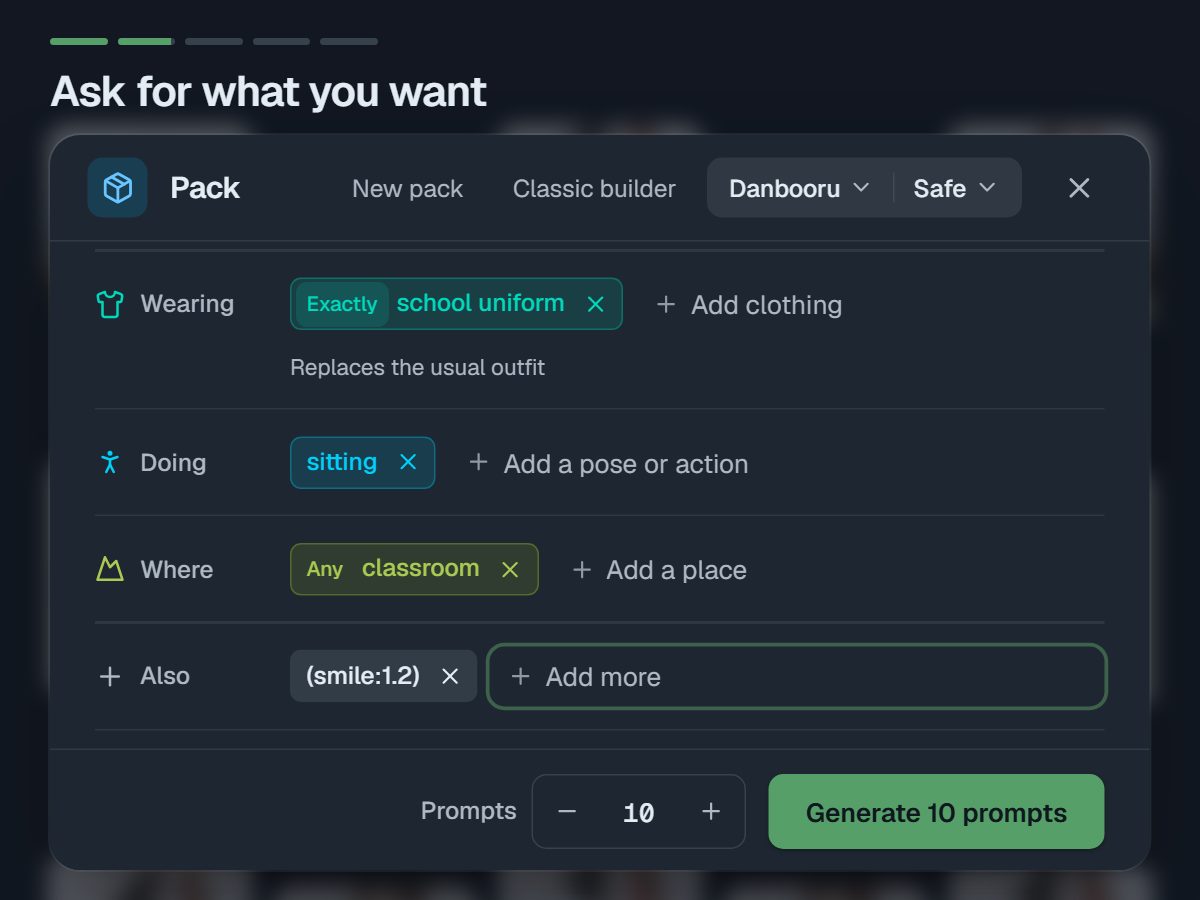 Ask for what you want
Pack New pack Classic builder Danbooru Safe
Wearing Exactly school uniform + Add clothing
Replaces the usual outfit
Doing sitting + Add a pose or action
Where Any classroom + Add a place
+ Also (smile:1.2) + Add more
Prompts − 10 + Generate 10 prompts